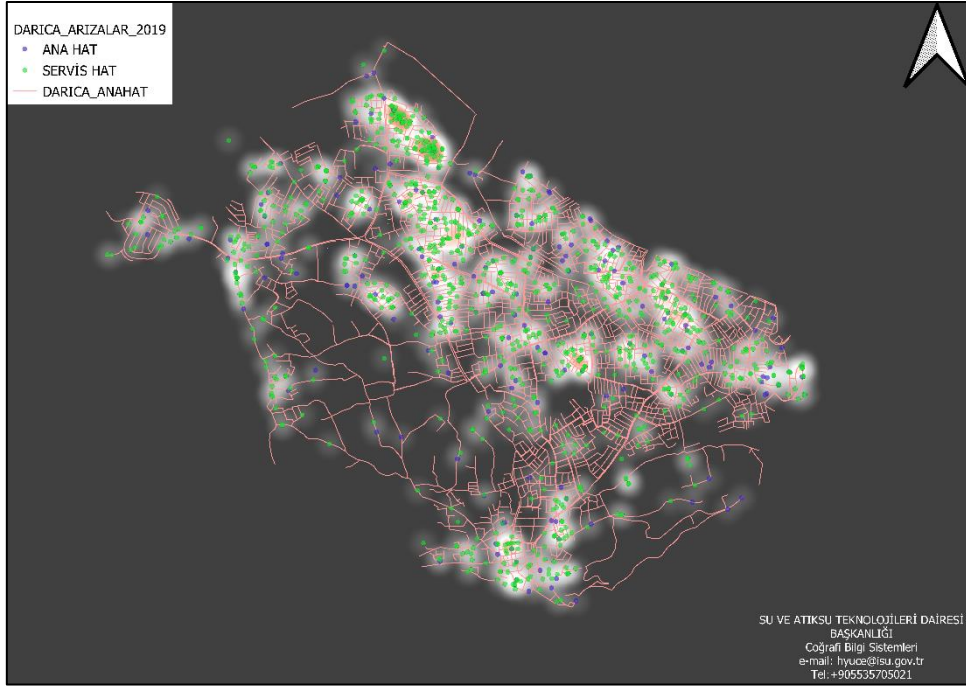 DARICA_ARIZALAR_2019
ANA HAT
SERVİS HAT
DARICA_ANAHAT
SU VE ATIKSU TEKNOLOJİLERİ DAİRESİ
BAŞKANLIĞI
Coğrafi Bilgi Sistemleri
e-mail: hyuce@isu.gov.tr
Tel:+905535705021